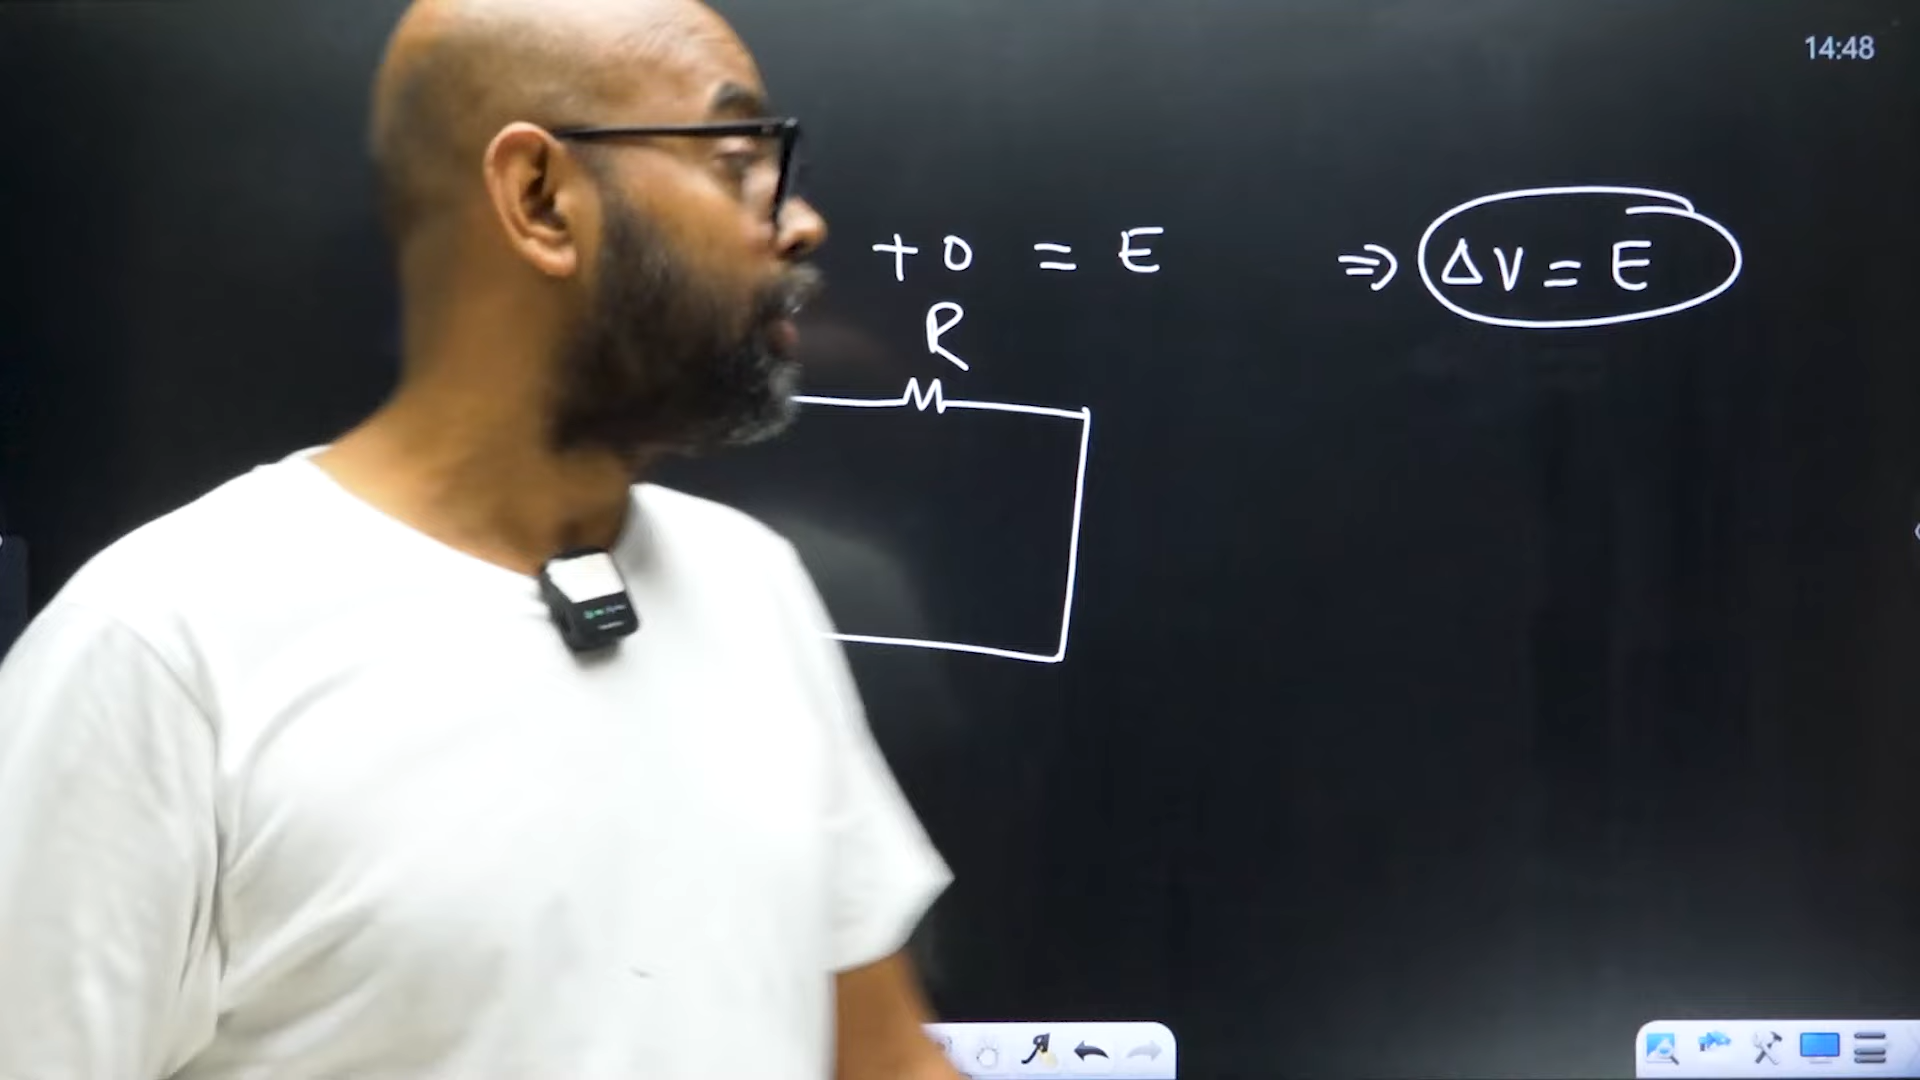 14:48
+ 0 = E ⇒ ΔV = E
R